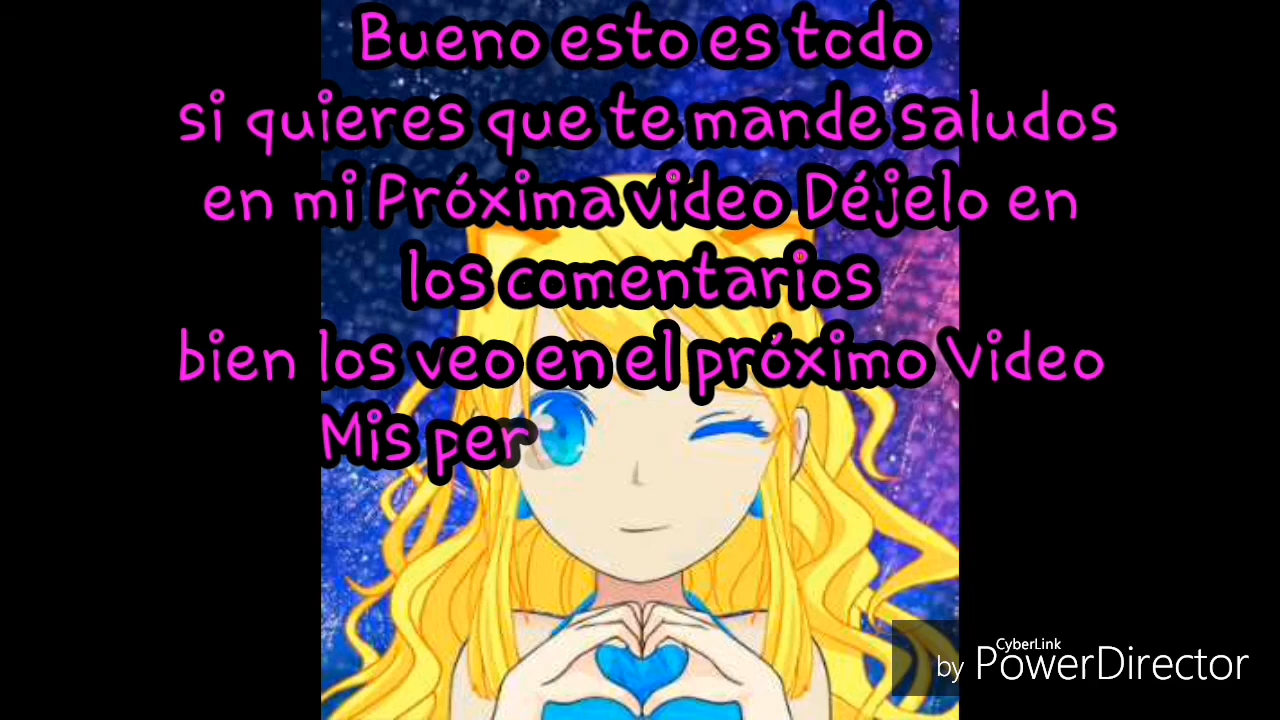 Bueno esto es todo
si quieres que te mande saludos
en mi Próxima video Déjelo en
los comentarios
bien los veo en el próximo Video
Mis per
CyberLink
by PowerDirector